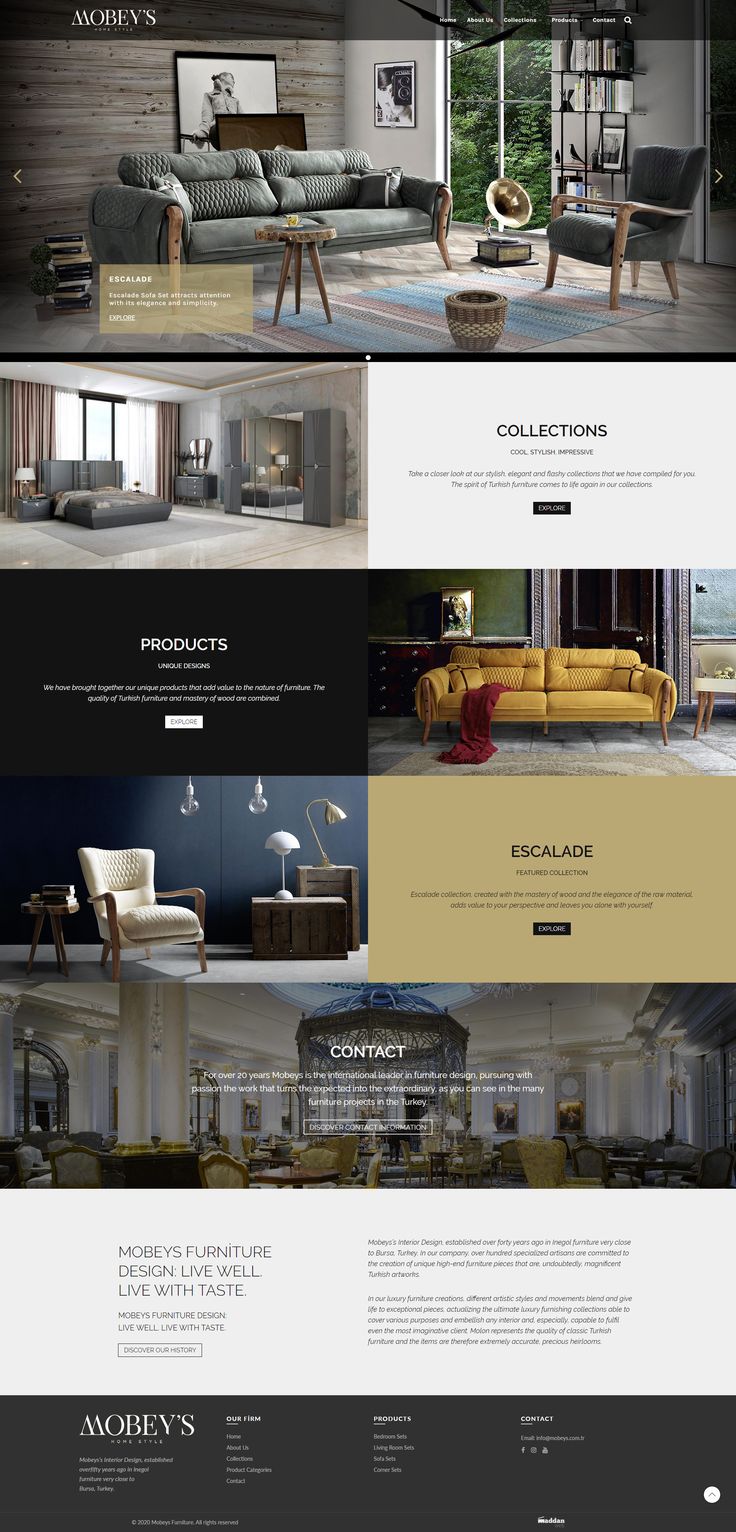 MOBEY'S
HOME STYLE
Home About Us Collections Products Contact
ESCALADE
Escalade Sofa Set attracts attention
with its elegance and simplicity.
EXPLORE
COLLECTIONS
COOL, STYLISH, IMPRESSIVE
Take a closer look at our stylish, elegant and flashy collections that we have compiled for you.
The spirit of Turkish furniture comes to life again in our collections.
EXPLORE
PRODUCTS
UNIQUE DESIGNS
We have brought together our unique products that add value to the nature of furniture. The
quality of Turkish furniture and mastery of wood are combined.
EXPLORE
ESCALADE
FEATURED COLLECTION
Escalade collection, created with the mastery of wood and the elegance of the raw material,
adds value to your perspective and leaves you alone with yourself.
EXPLORE
CONTACT
For over 20 years Mobeys is the international leader in furniture design, pursuing with
passion the work that turns the expected into the extraordinary, as you can see in the many
furniture projects in the Turkey.
DISCOVER CONTACT INFORMATION
MOBEYS FURNİTURE
DESIGN: LIVE WELL.
LIVE WITH TASTE.
MOBEYS FURNITURE DESIGN:
LIVE WELL. LIVE WITH TASTE.
DISCOVER OUR HISTORY
Mobeys's Interior Design, established over forty years ago in Inegol furniture very close
to Bursa, Turkey. In our company, over hundred specialized artisans are committed to
the creation of unique high-end furniture pieces that are, undoubtedly, magnificent
Turkish artworks.
In our luxury furniture creations, different artistic styles and movements blend and give
life to exceptional pieces, actualizing the ultimate luxury furnishing collections able to
cover various purposes and embellish any interior and, especially, capable to fulfil
even the most imaginative client. Molon represents the quality of classic Turkish
furniture and the items are therefore extremely accurate, precious heirlooms.
MOBEY'S
HOME STYLE
Mobeys's Interior Design, established
overfifty years ago in Inegol
furniture very close to
Bursa, Turkey.
OUR FİRM
Home
About Us
Collections
Product Categories
Contact
PRODUCTS
Bedroom Sets
Living Room Sets
Sofa Sets
Corner Sets
CONTACT
Email: info@mobeys.com.tr
© 2020 Mobeys Furniture. All rights reserved
maddan